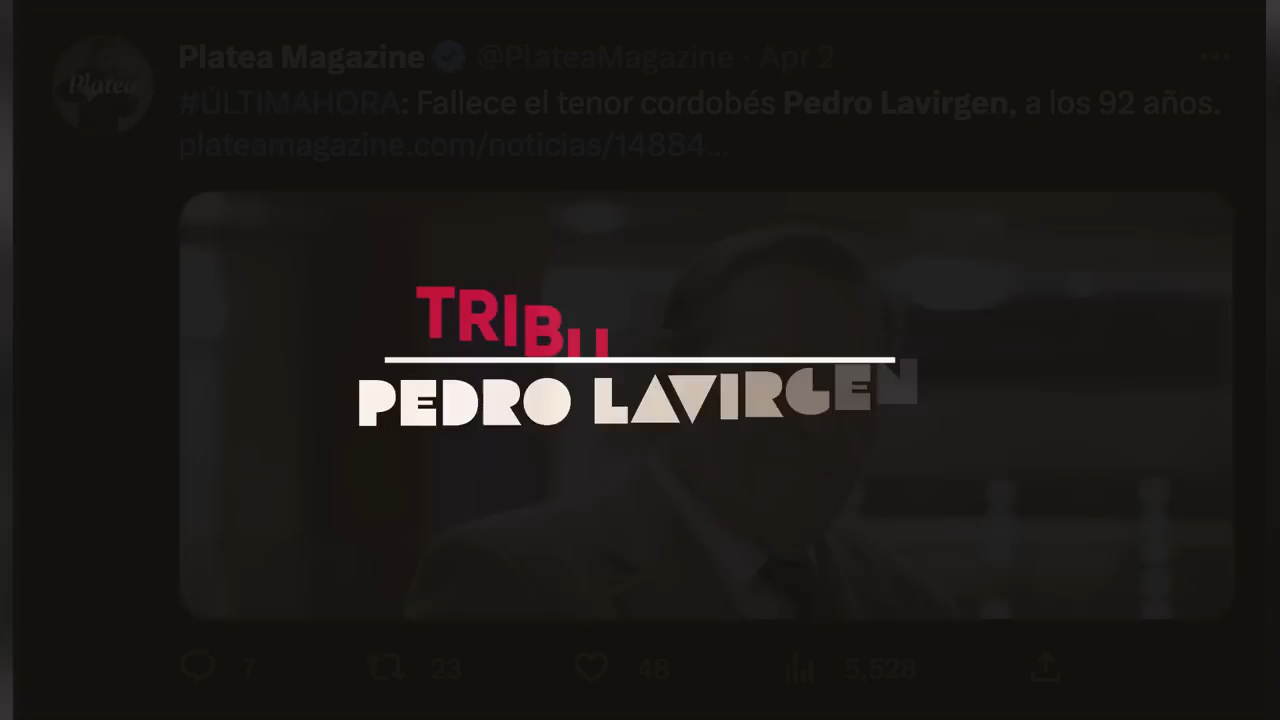 Platea Magazine @PlateaMagazine · Apr 2
Platea
#ÚLTIMAHORA: Fallece el tenor cordobés Pedro Lavirgen, a los 92 años.
plateamagazine.com/noticias/14884...
TRIBU
PEDRO LAVIRGEN
7 23 48 5,528